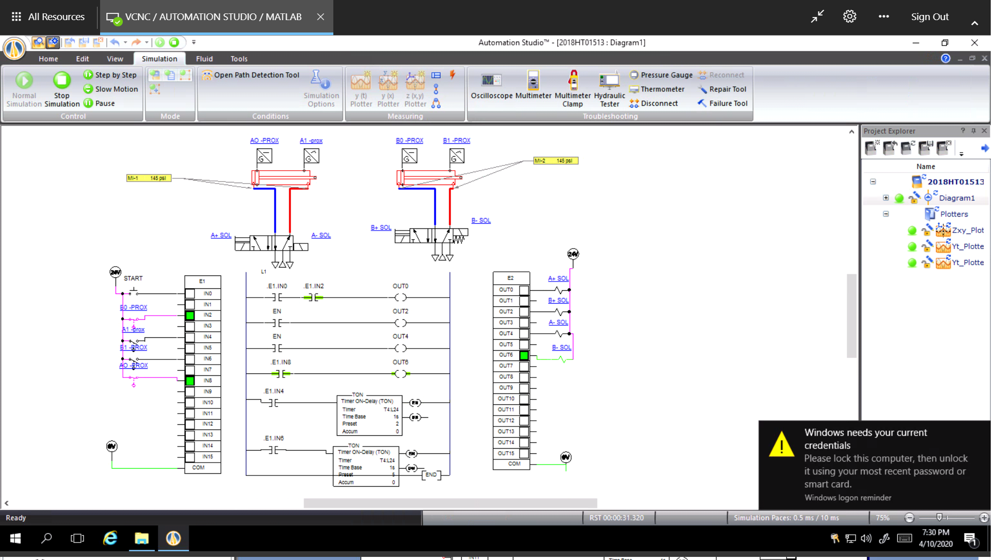 All Resources
VCNC / AUTOMATION STUDIO / MATLAB
Sign Out
Automation Studio™ - [2018HT01513 : Diagram1]
Home
Edit
View
Simulation
Fluid
Tools
Normal Simulation
Stop Simulation
Step by Step
Slow Motion
Pause
Control
Mode
Open Path Detection Tool
Simulation Options
Conditions
y (t) Plotter
y (x) Plotter
z (x,y) Plotter
Measuring
Oscilloscope
Multimeter
Multimeter Clamp
Hydraulic Tester
Pressure Gauge
Thermometer
Disconnect
Reconnect
Repair Tool
Failure Tool
Troubleshooting
Project Explorer
Name
2018HT01513
Diagram1
Plotters
Zxy_Plot
Yt_Plotte
Yt_Plotte
AO -PROX
A1 -prox
B0 -PROX
B1 -PROX
G
G
G
G
MI-1 145 psi
MI-2 145 psi
A+ SOL
A- SOL
B+ SOL
B- SOL
24V
START
B0 -PROX
A1 -prox
B1 -PROX
AO -PROX
0V
E1
IN0
IN1
IN2
IN3
IN4
IN5
IN6
IN7
IN8
IN9
IN10
IN11
IN12
IN13
IN14
IN15
COM
L1
.E1.IN0
.E1.IN2
OUT0
EN
OUT2
EN
OUT4
.E1.IN8
OUT6
.E1.IN4
TON
Timer ON-Delay (TON)
Timer T4:L24
Time Base 1s
Preset 2
Accum 0
EN
DN
.E1.IN6
TON
Timer ON-Delay (TON)
Timer T4:L24
Time Base 1s
Preset 5
Accum 0
EN
DN
END
E2
OUT0
OUT1
OUT2
OUT3
OUT4
OUT5
OUT6
OUT7
OUT8
OUT9
OUT10
OUT11
OUT12
OUT13
OUT14
OUT15
COM
24V
A+ SOL
B+ SOL
A- SOL
B- SOL
0V
Windows needs your current
credentials
Please lock this computer, then unlock
it using your most recent password or
smart card.
Windows logon reminder
Ready
RST 00:00:31.320
Simulation Paces: 0.5 ms / 10 ms
75%
7:30 PM
4/10/2020
1